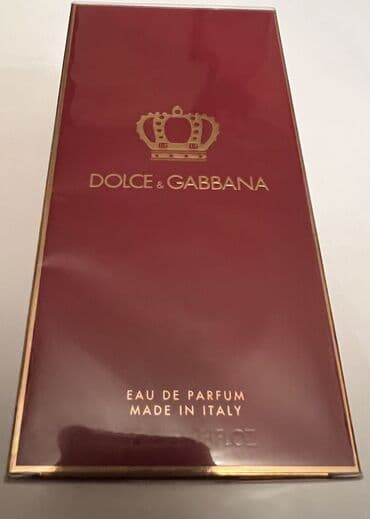 DOLCE & GABBANA
EAU DE PARFUM
MADE IN ITALY